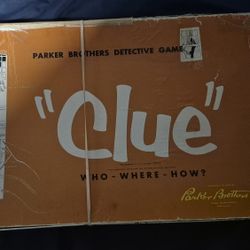 PARKER BROTHERS DETECTIVE GAME
"Clue"
WHO - WHERE - HOW?
Parker Brothers